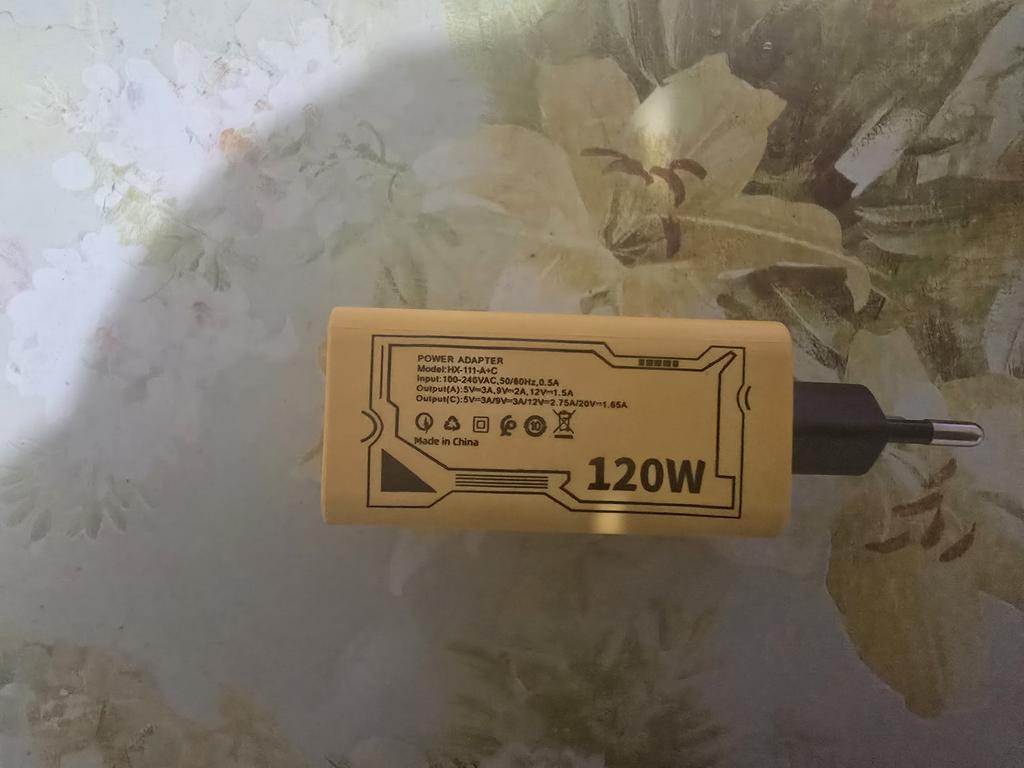 POWER ADAPTER
Model:HX-111-A+C
Input:100-240VAC,50/60Hz,0.5A
Output(A):5V⎓3A,9V⎓2A,12V⎓1.5A
Output(C):5V⎓3A/9V⎓3A/12V⎓2.75A/20V⎓1.65A
10
Made in China
120W